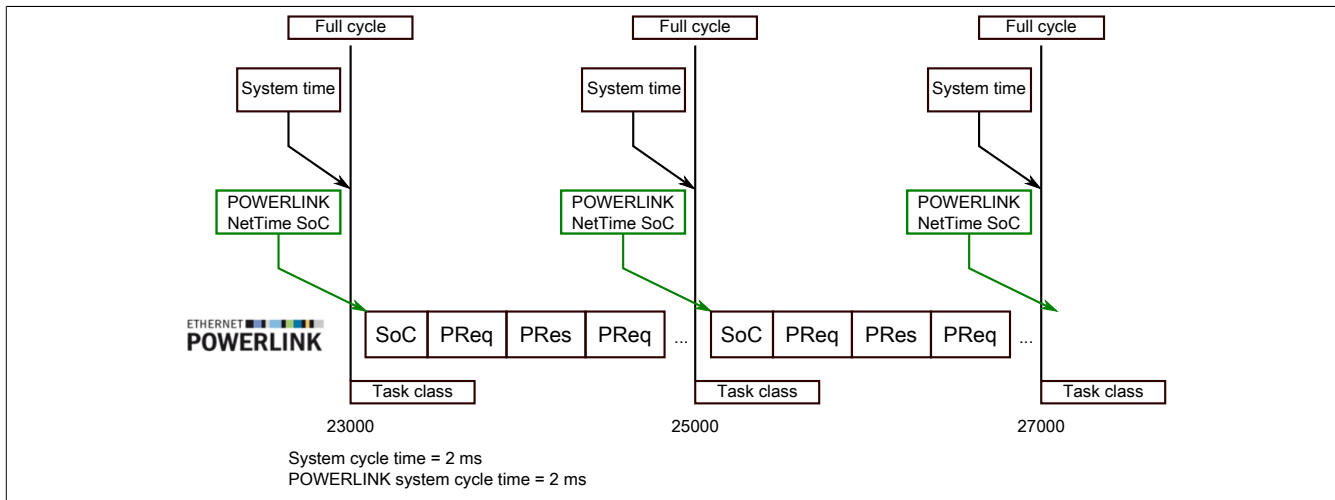 Full cycle
Full cycle
Full cycle
System time
System time
System time
POWERLINK
NetTime SoC
POWERLINK
NetTime SoC
POWERLINK
NetTime SoC
ETHERNET
POWERLINK
SoC PReq PRes PReq ... SoC PReq PRes PReq ...
Task class
Task class
Task class
23000
25000
27000
System cycle time = 2 ms
POWERLINK system cycle time = 2 ms